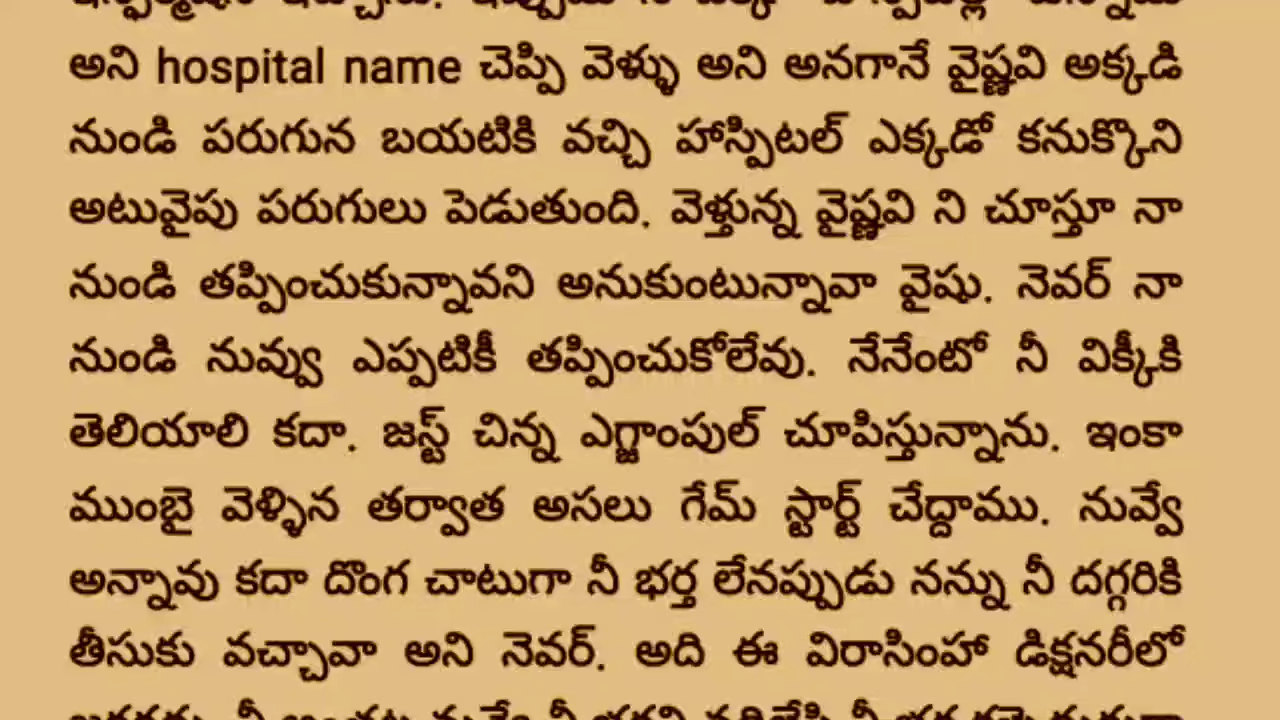 అని hospital name చెప్పి వెళ్ళు అని అనగానే వైష్ణవి అక్కడి
నుండి పరుగున బయటికి వచ్చి హాస్పిటల్ ఎక్కడో కనుక్కొని
అటువైపు పరుగులు పెడుతుంది. వెళ్తున్న వైష్ణవి ని చూస్తూ నా
నుండి తప్పించుకున్నావని అనుకుంటున్నావా వైషు. నెవర్ నా
నుండి నువ్వు ఎప్పటికీ తప్పించుకోలేవు. నేనేంటో నీ విక్కీకి
తెలియాలి కదా. జస్ట్ చిన్న ఎగ్జాంపుల్ చూపిస్తున్నాను. ఇంకా
ముంబై వెళ్ళిన తర్వాత అసలు గేమ్ స్టార్ట్ చేద్దాము. నువ్వే
అన్నావు కదా దొంగ చాటుగా నీ భర్త లేనప్పుడు నన్ను నీ దగ్గరికి
తీసుకు వచ్చావా అని నెవర్. అది ఈ విరాసింహా డిక్షనరీలో